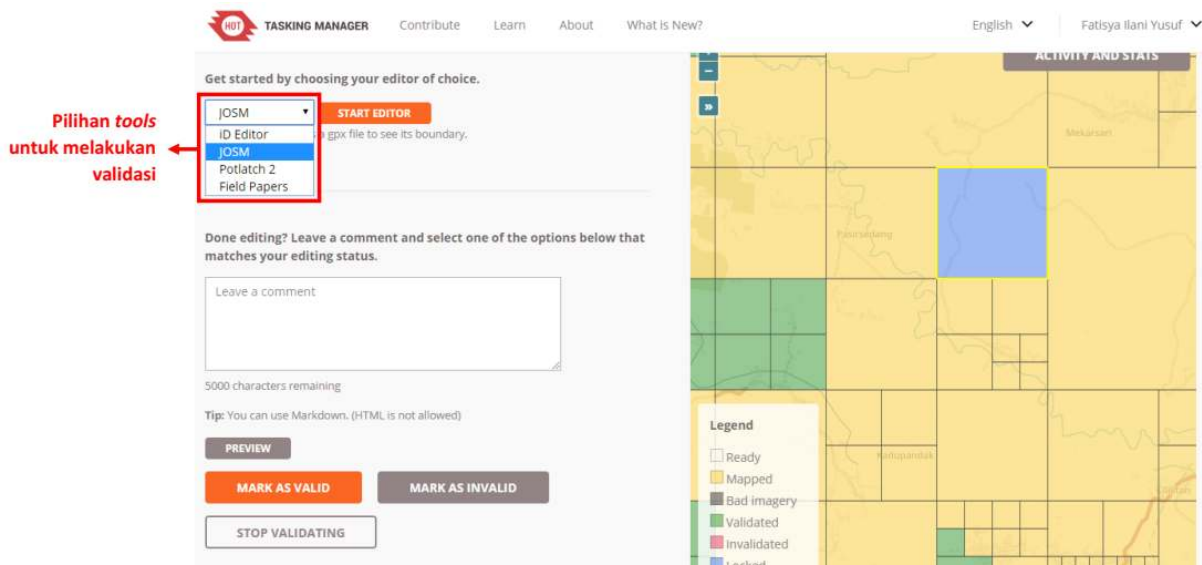 HOT TASKING MANAGER Contribute Learn About What is New? English Fatisya Ilani Yusuf
Get started by choosing your editor of choice.
JOSM START EDITOR
iD Editor
gpx file to see its boundary.
JOSM
Potlatch 2
Field Papers
Pilihan tools
untuk melakukan
validasi
Done editing? Leave a comment and select one of the options below that
matches your editing status.
Leave a comment
5000 characters remaining
Tip: You can use Markdown. (HTML is not allowed)
PREVIEW
MARK AS VALID MARK AS INVALID
STOP VALIDATING
ACTIVITY AND STATS
Mekarsari
Pasirsedang
Legend
Ready
Mapped
Bad imagery
Validated
Invalidated
Locked